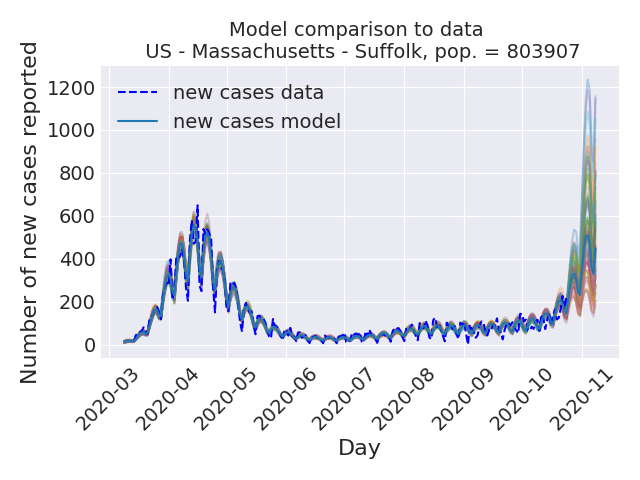 Model comparison to data
US - Massachusetts - Suffolk, pop. = 803907
Number of new cases reported
1200
1000
800
600
400
200
0
new cases data
new cases model
2020-03
2020-04
2020-05
2020-06
2020-07
2020-08
2020-09
2020-10
2020-11
Day